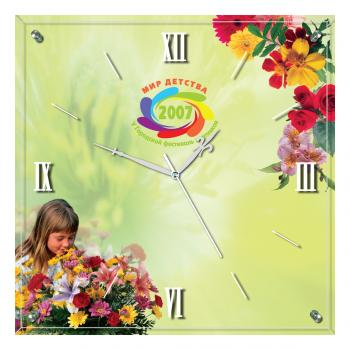 XII
МИР ДЕТСТВА
2007
Городской фестиваль
IX
III
VI